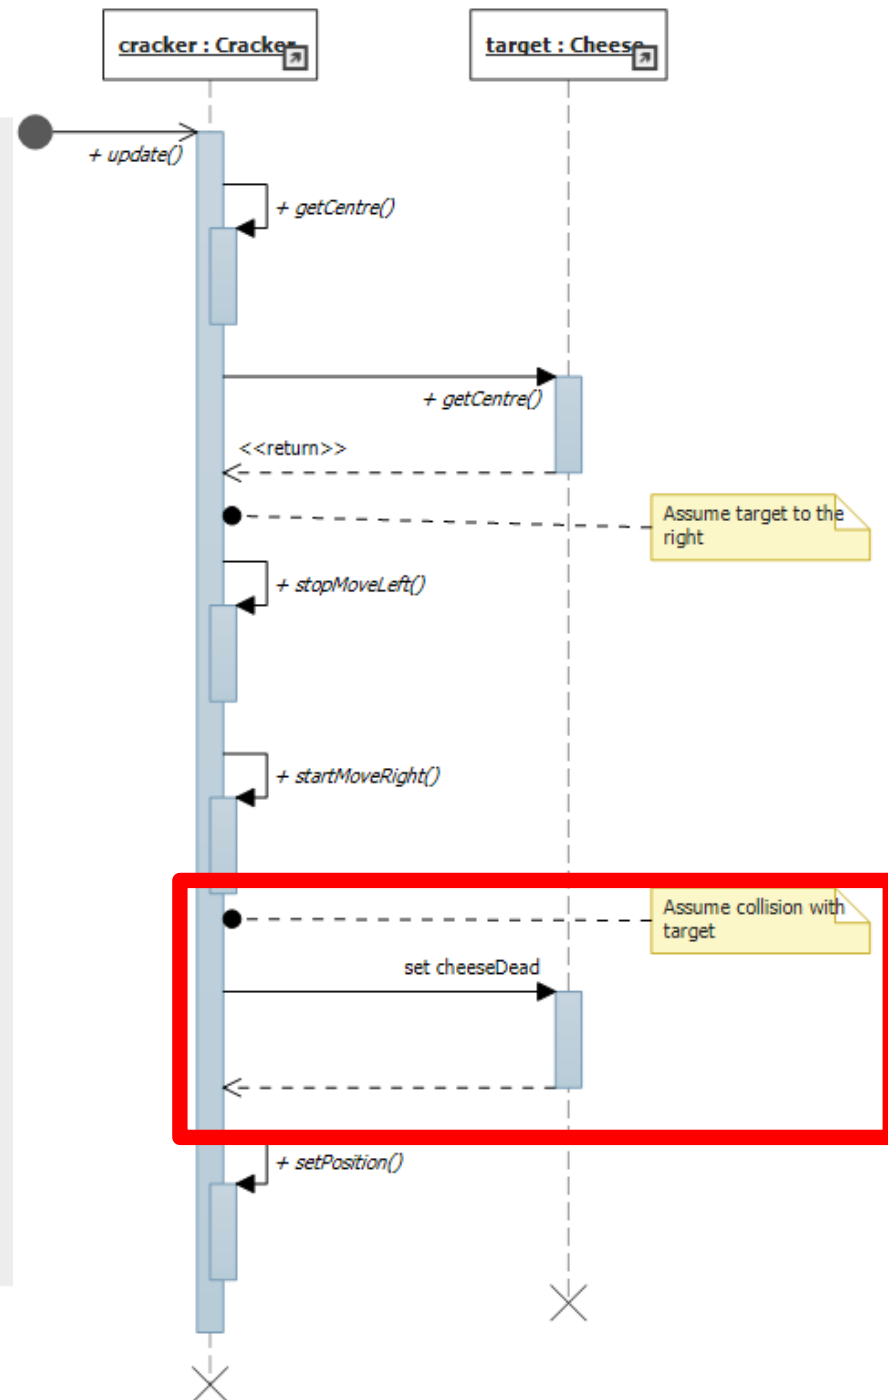 cracker : Cracker
target : Cheese
+ update()
+ getCentre()
+ getCentre()
<<return>>
Assume target to the
right
+ stopMoveLeft()
+ startMoveRight()
Assume collision with
target
set cheeseDead
+ setPosition()